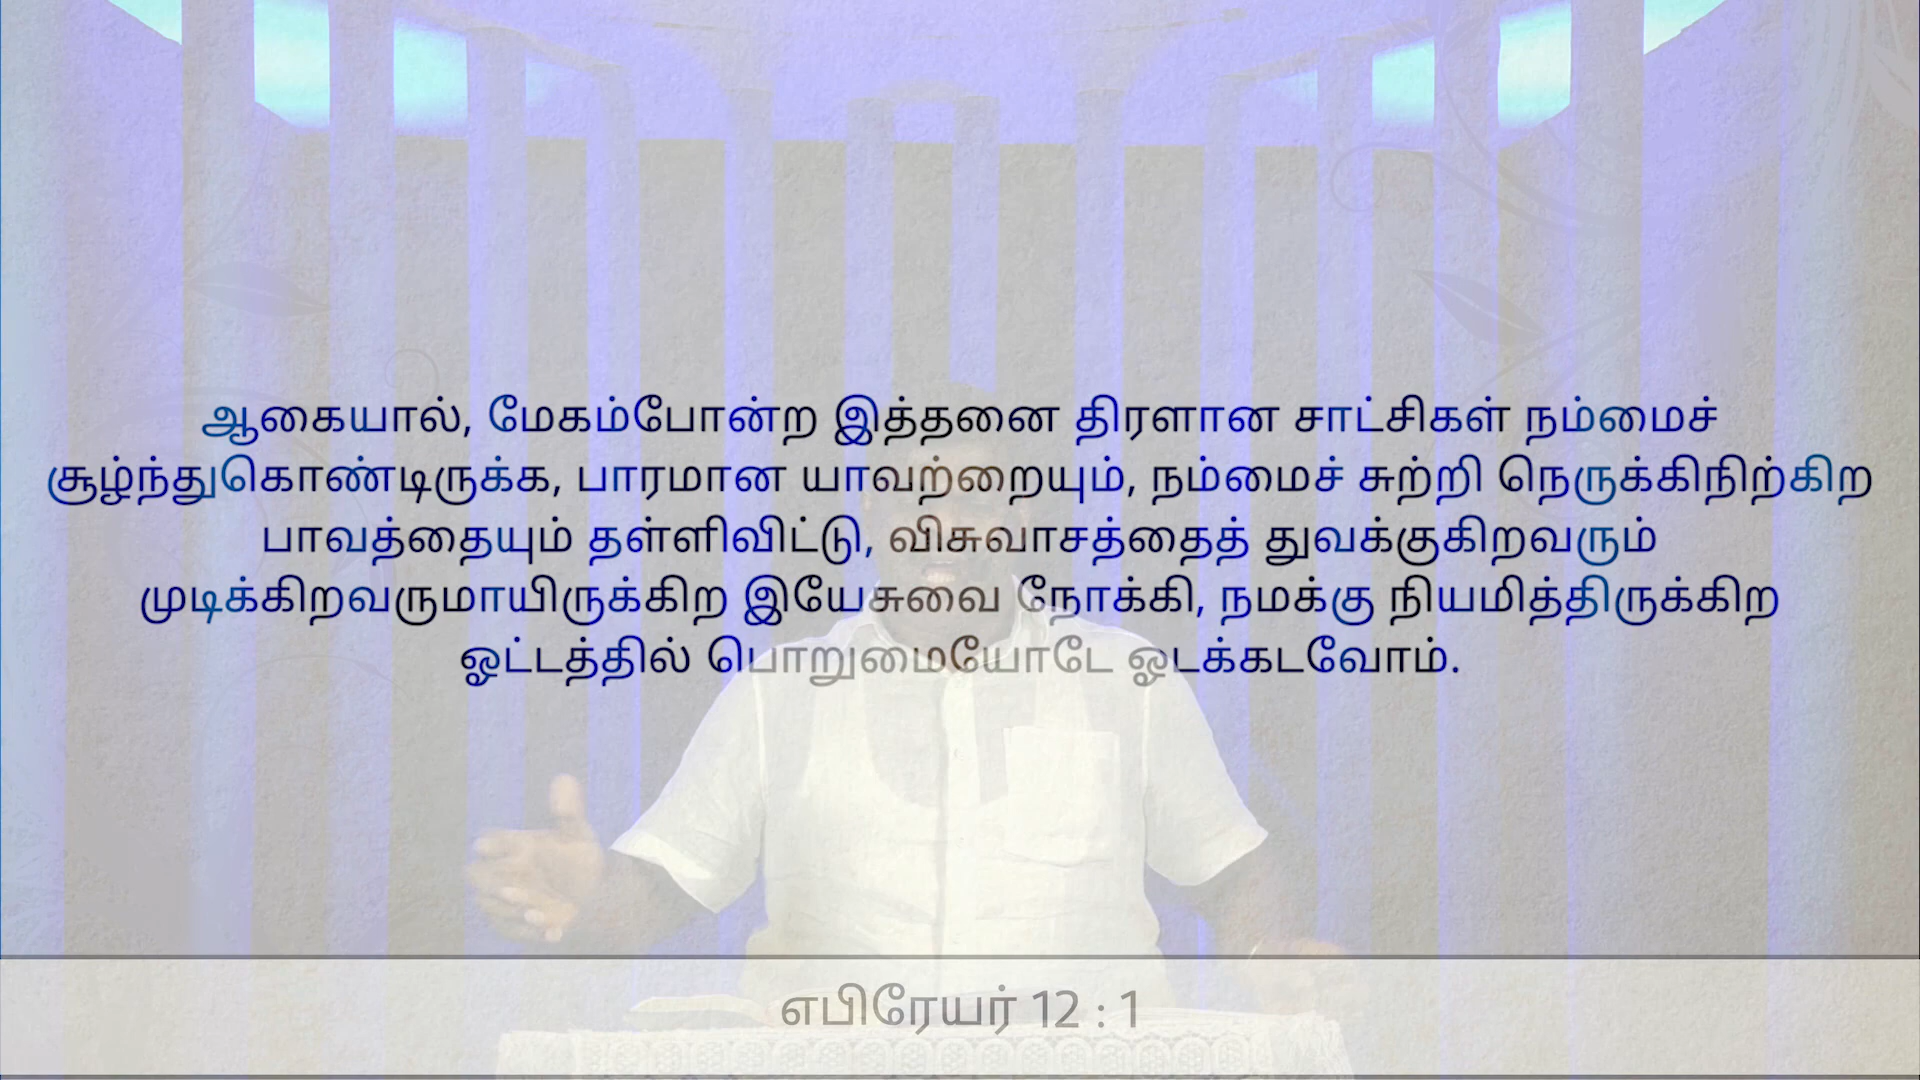 ஆகையால், மேகம்போன்ற இத்தனை திரளான சாட்சிகள் நம்மைச்
சூழ்ந்துகொண்டிருக்க, பாரமான யாவற்றையும், நம்மைச் சுற்றி நெருக்கிநிற்கிற
பாவத்தையும் தள்ளிவிட்டு, விசுவாசத்தைத் துவக்குகிறவரும்
முடிக்கிறவருமாயிருக்கிற இயேசுவை நோக்கி, நமக்கு நியமித்திருக்கிற
ஓட்டத்தில் பொறுமையோடே ஓடக்கடவோம்.
எபிரேயர் 12 : 1